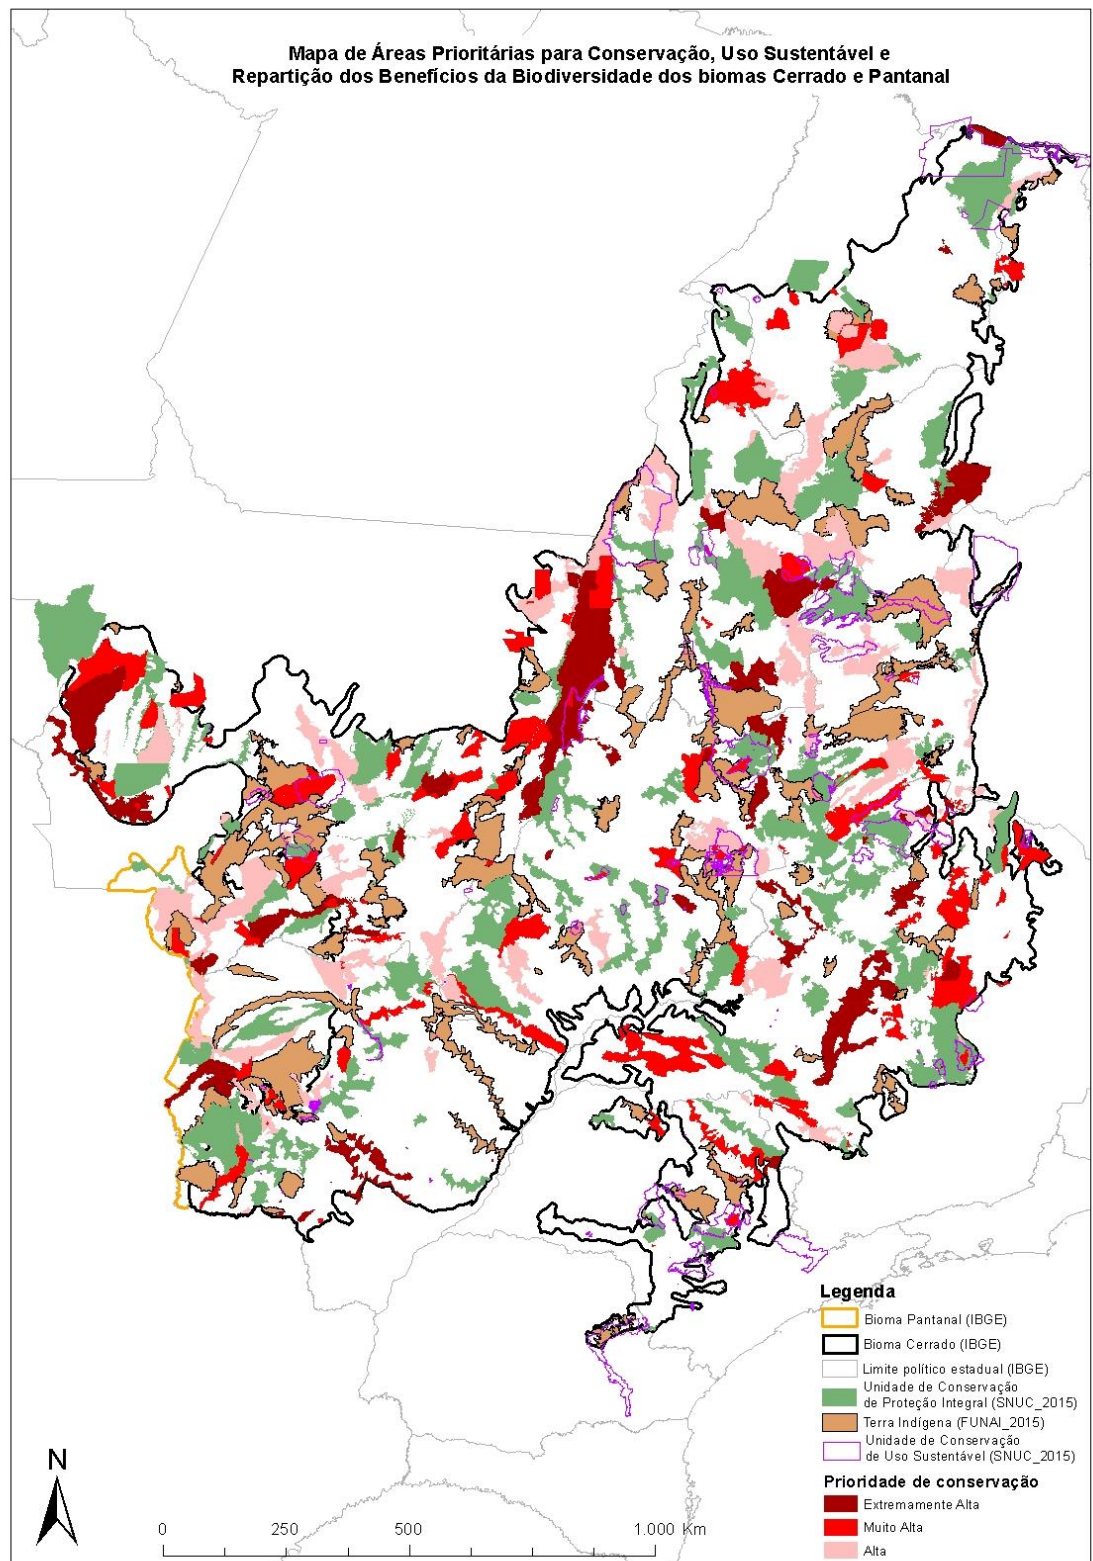 Mapa de Áreas Prioritárias para Conservação, Uso Sustentável e
Repartição dos Benefícios da Biodiversidade dos biomas Cerrado e Pantanal
Legenda
Bioma Pantanal (IBGE)
Bioma Cerrado (IBGE)
Limite político estadual (IBGE)
Unidade de Conservação
de Proteção Integral (SNUC_2015)
Terra Indígena (FUNAI_2015)
Unidade de Conservação
de Uso Sustentável (SNUC_2015)
Prioridade de conservação
Extremamente Alta
Muito Alta
Alta
N
0 250 500 1.000 Km